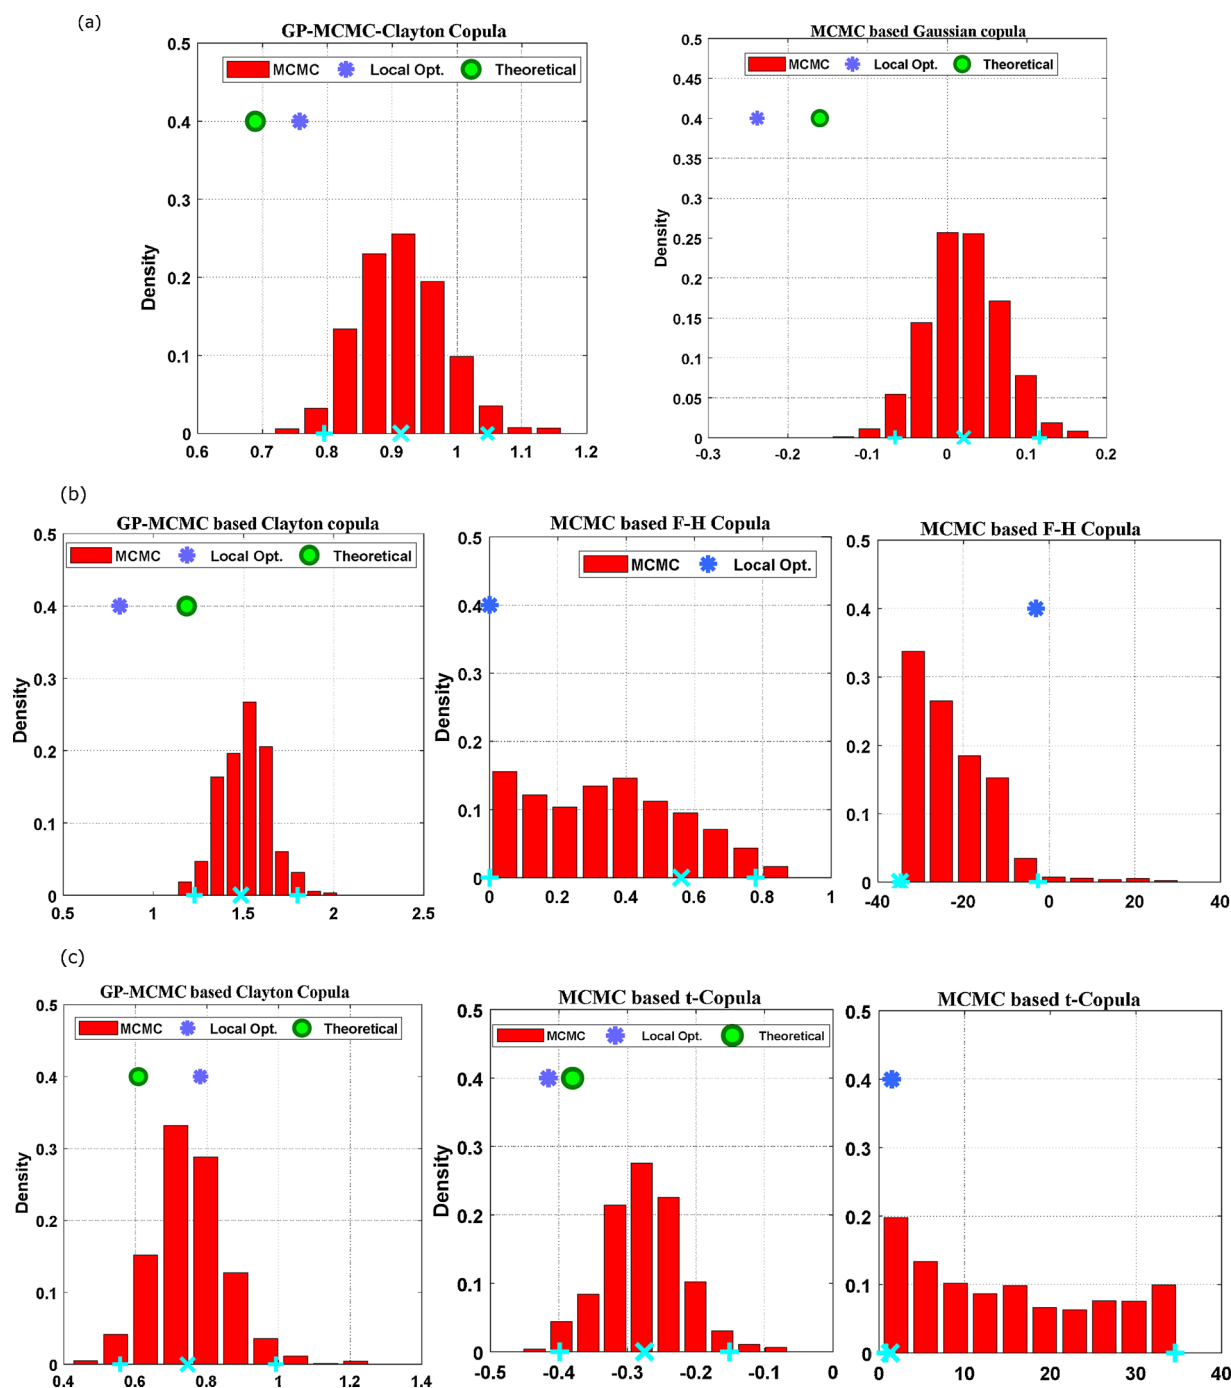 (a)
GP-MCMC-Clayton Copula
0.5
MCMC Local Opt. Theoretical
0.4
0.3
0.2
0.1
0
Density
0.6 0.7 0.8 0.9 1 1.1 1.2
MCMC based Gaussian copula
0.5
MCMC Local Opt. Theoretical
0.45
0.4
0.35
0.3
0.25
0.2
0.15
0.1
0.05
0
Density
-0.3 -0.2 -0.1 0 0.1 0.2
(b)
GP-MCMC based Clayton copula
0.5
MCMC Local Opt. Theoretical
0.4
0.3
0.2
0.1
0
Density
0.5 1 1.5 2 2.5
MCMC based F-H Copula
0.5
MCMC Local Opt.
0.4
0.3
0.2
0.1
0
Density
0 0.2 0.4 0.6 0.8 1
MCMC based F-H Copula
0.5
0.4
0.3
0.2
0.1
0
-40 -20 0 20 40
(c)
GP-MCMC based Clayton Copula
0.5
MCMC Local Opt. Theoretical
0.4
0.3
0.2
0.1
0
Density
0.4 0.6 0.8 1 1.2 1.4
MCMC based t-Copula
0.5
MCMC Local Opt. Theoretical
0.4
0.3
0.2
0.1
0
Density
-0.5 -0.4 -0.3 -0.2 -0.1 0
MCMC based t-Copula
0.5
0.4
0.3
0.2
0.1
0
0 10 20 30 40